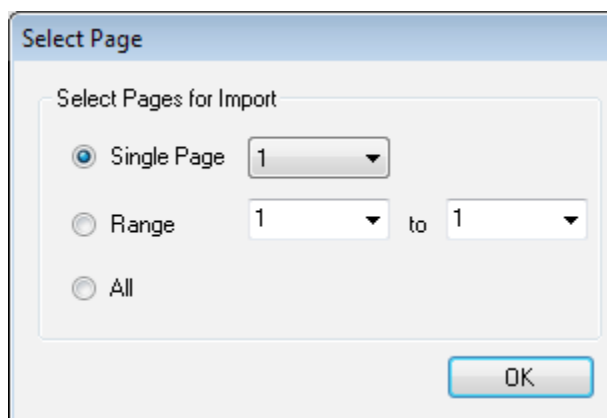 Select Page
Select Pages for Import
Single Page 1
Range 1 to 1
All
OK